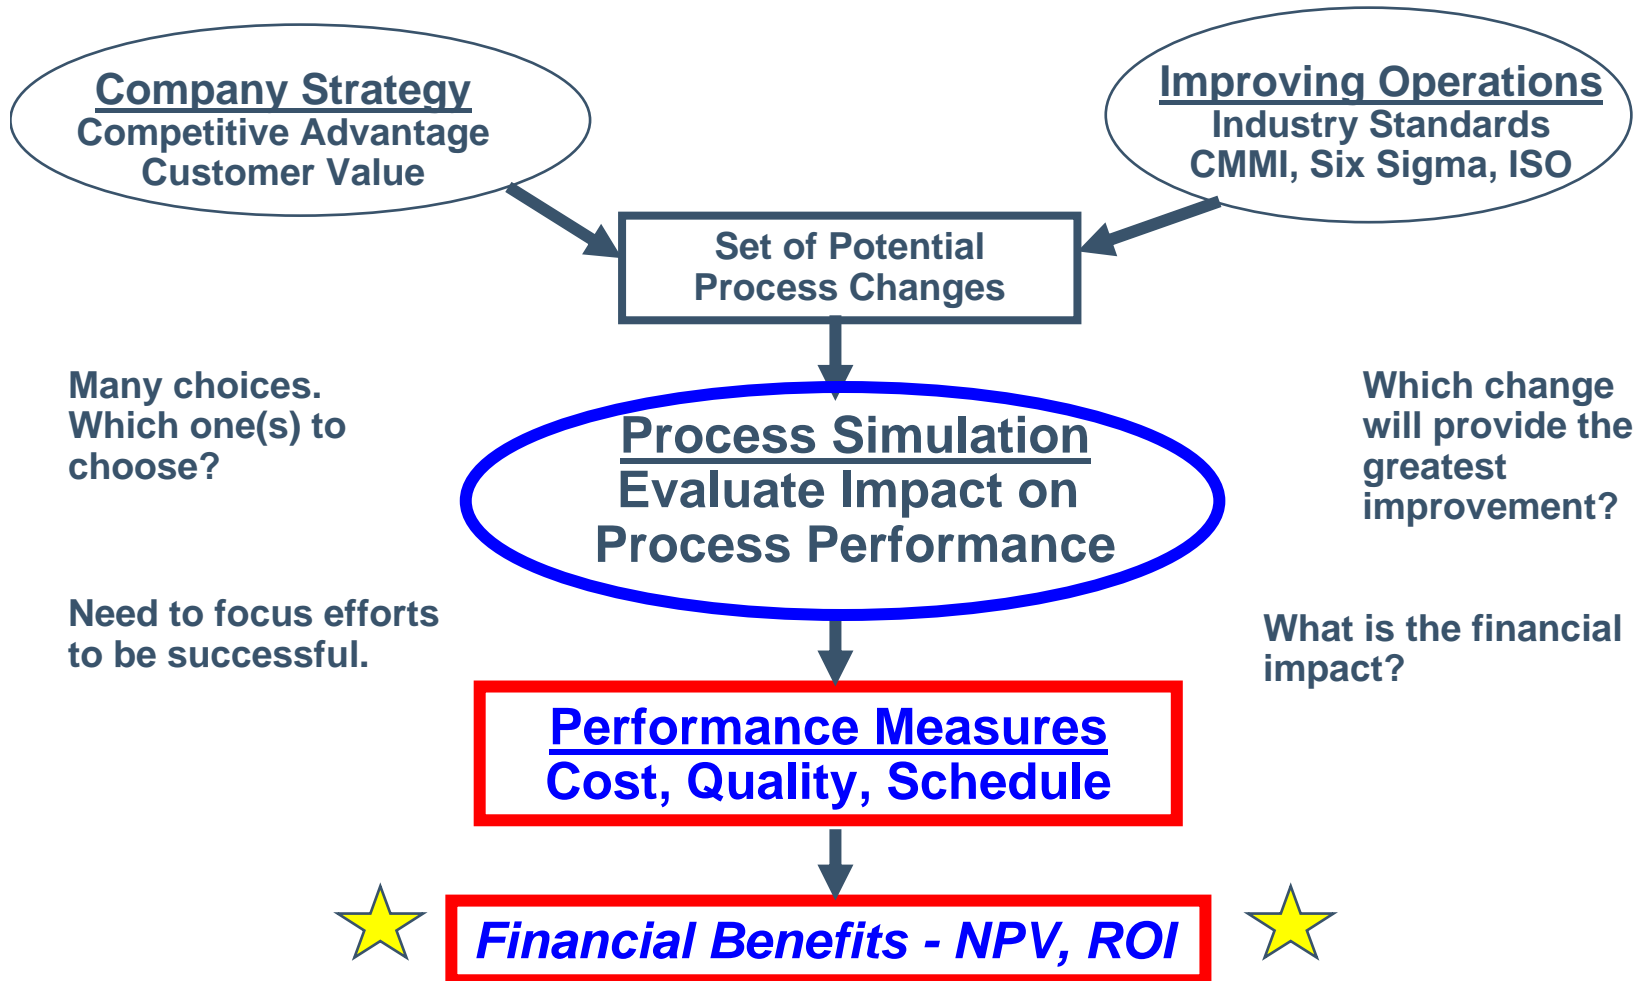 Company Strategy
Competitive Advantage
Customer Value
Improving Operations
Industry Standards
CMMI, Six Sigma, ISO
Set of Potential
Process Changes
Many choices.
Which one(s) to
choose?
Which change
will provide the
greatest
improvement?
Process Simulation
Evaluate Impact on
Process Performance
Need to focus efforts
to be successful.
What is the financial
impact?
Performance Measures
Cost, Quality, Schedule
Financial Benefits - NPV, ROI